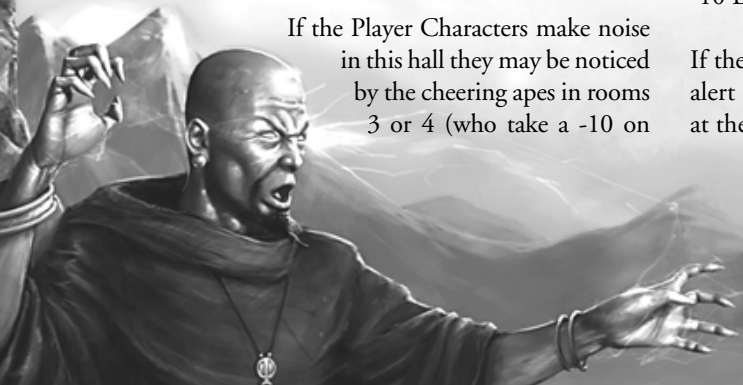 If the Player Characters make noise
in this hall they may be noticed
by the cheering apes in rooms
3 or 4 (who take a -10 on
If the
alert
at the